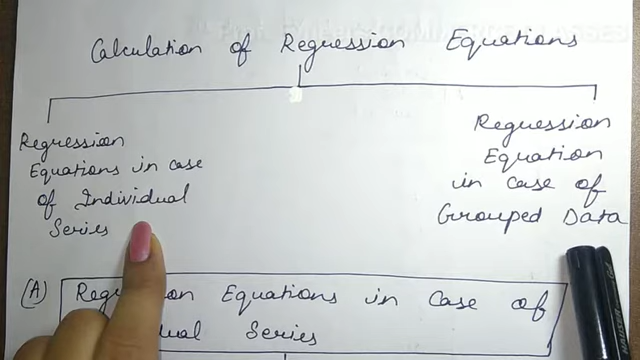 Calculation of Regression Equations
Regression
Equations in case
of Individual
Series
Regression
Equation
in case of
Grouped Data
(A) Regression Equations in Case of
Series